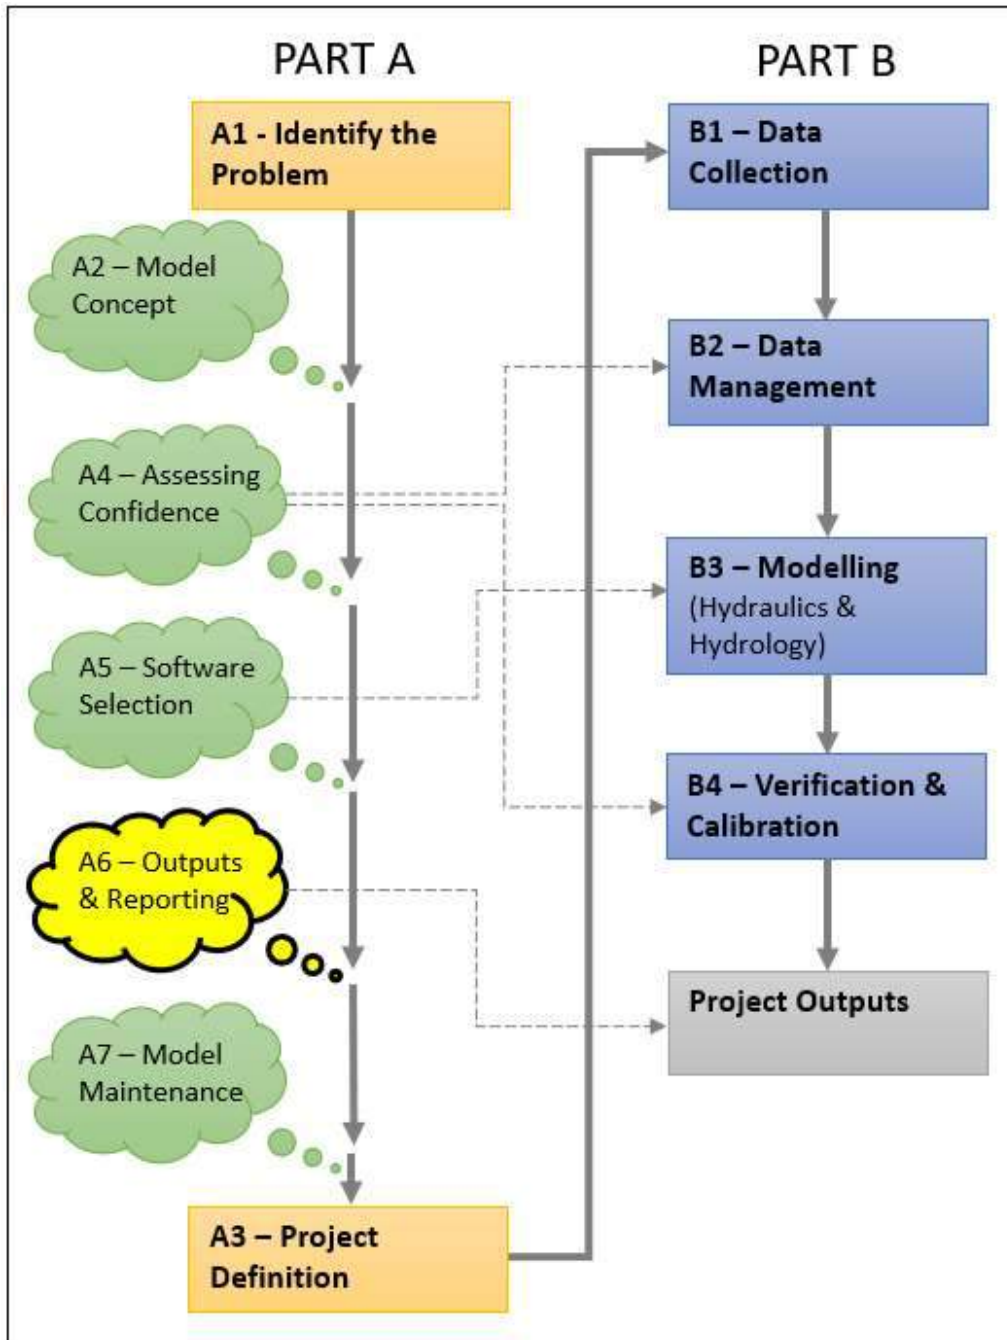 PART A
A1 - Identify the
Problem
A2 – Model
Concept
A4 – Assessing
Confidence
A5 – Software
Selection
A6 – Outputs
& Reporting
A7 – Model
Maintenance
A3 – Project
Definition
PART B
B1 – Data
Collection
B2 – Data
Management
B3 – Modelling
(Hydraulics &
Hydrology)
B4 – Verification &
Calibration
Project Outputs